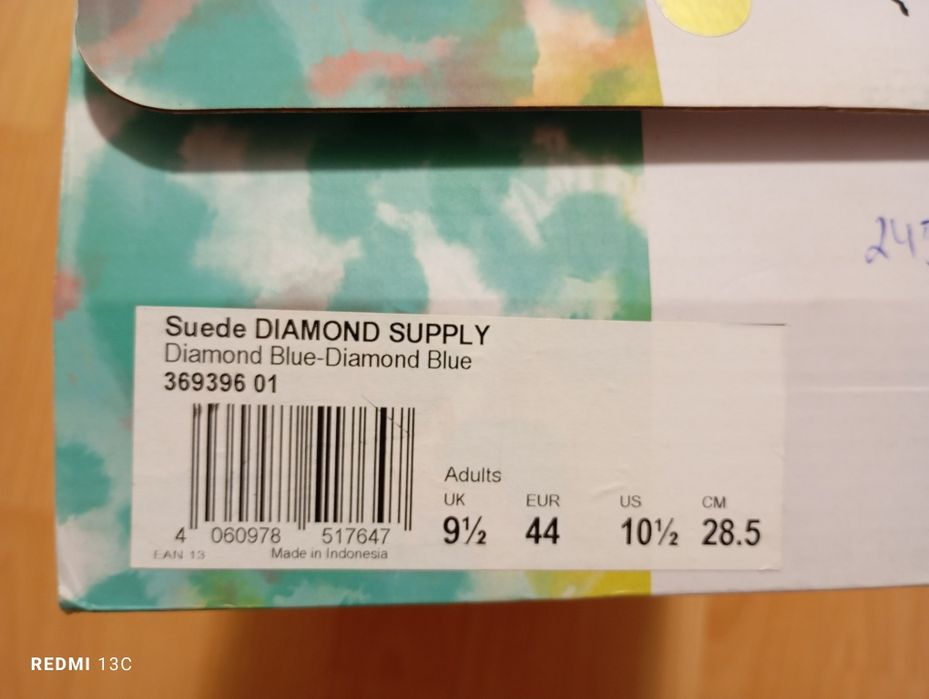 Suede DIAMOND SUPPLY
Diamond Blue-Diamond Blue
369396 01
Adults
UK EUR US CM
9½ 44 10½ 28.5
4 060978 517647
EAN 13 Made in Indonesia
REDMI 13C